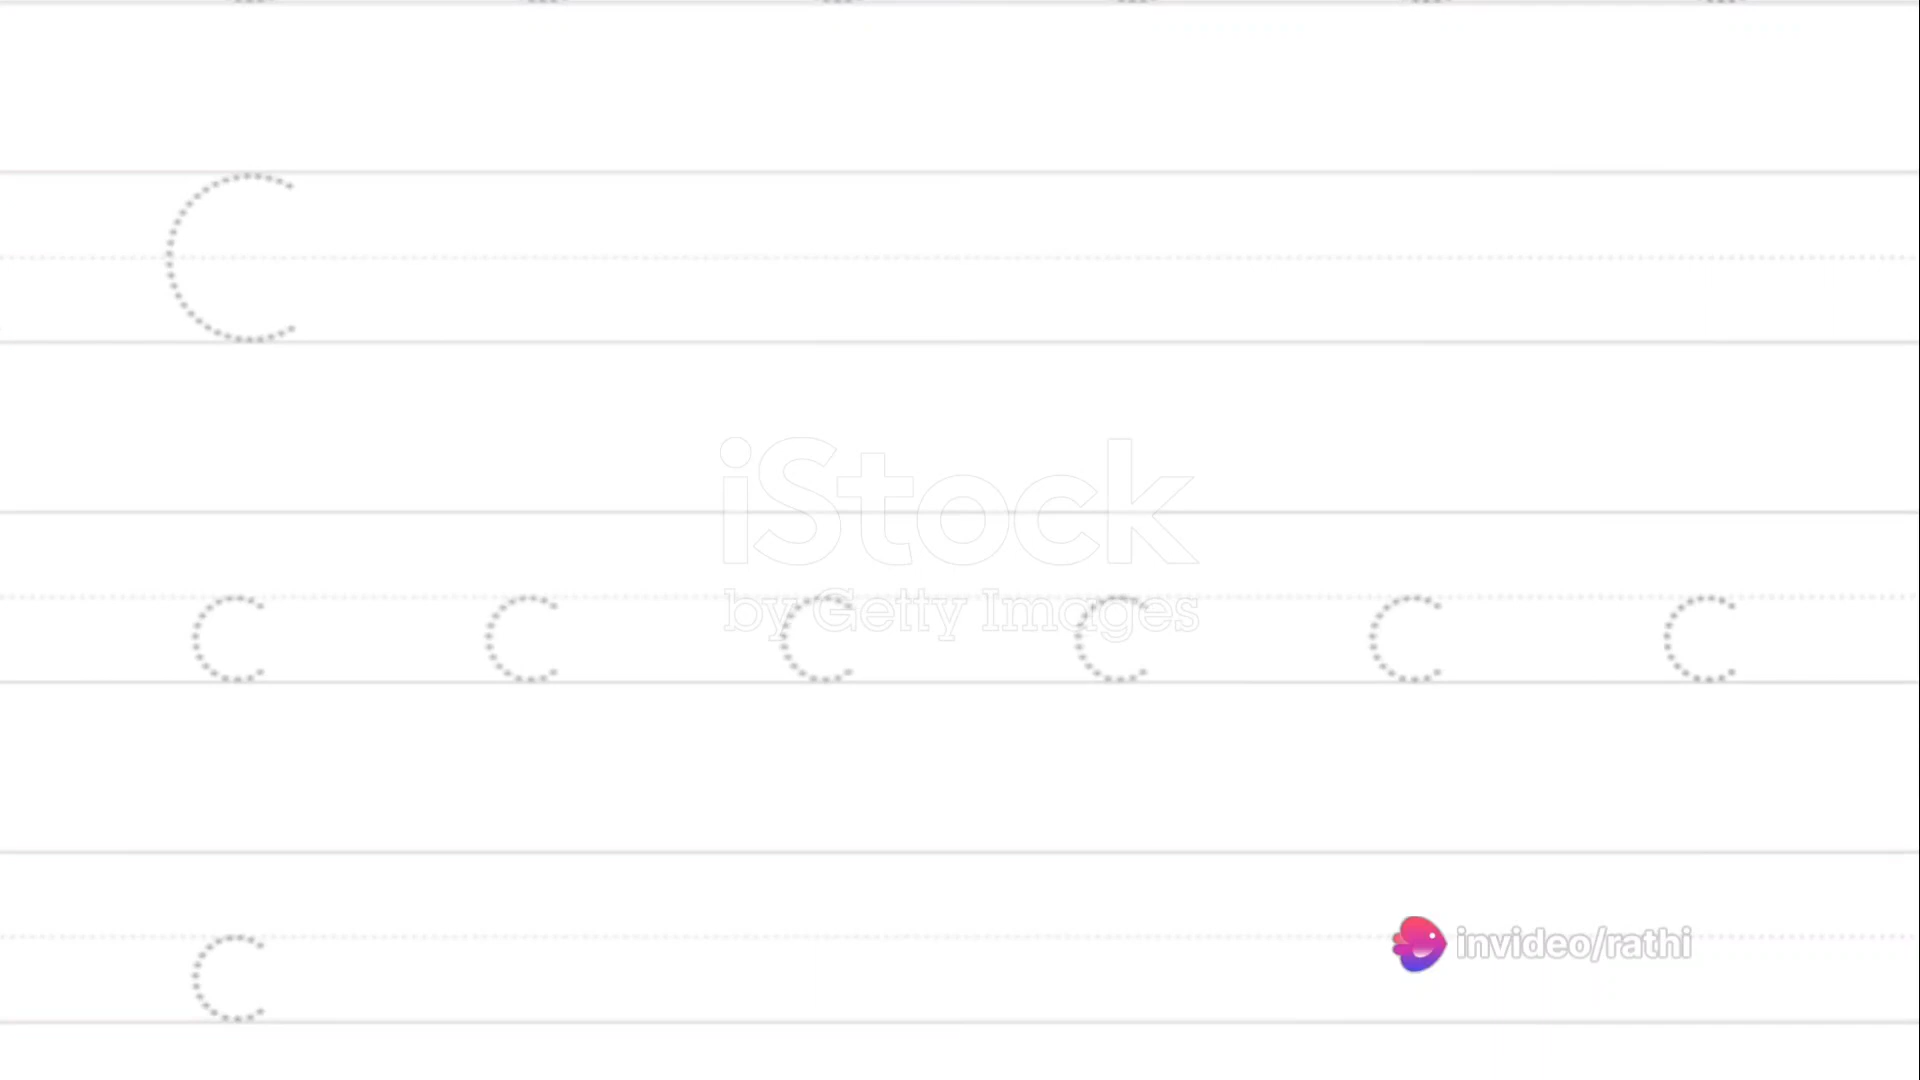 C
iStock
c c c c c c
by Getty Images
c
invideo/rathi